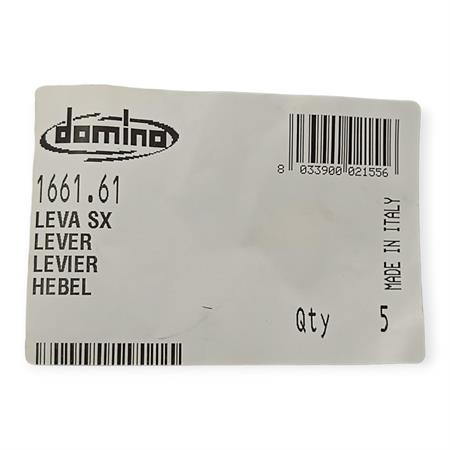 domino
8 033900 021556
1661.61
LEVA SX
LEVER
LEVIER
HEBEL
MADE IN ITALY
Qty 5